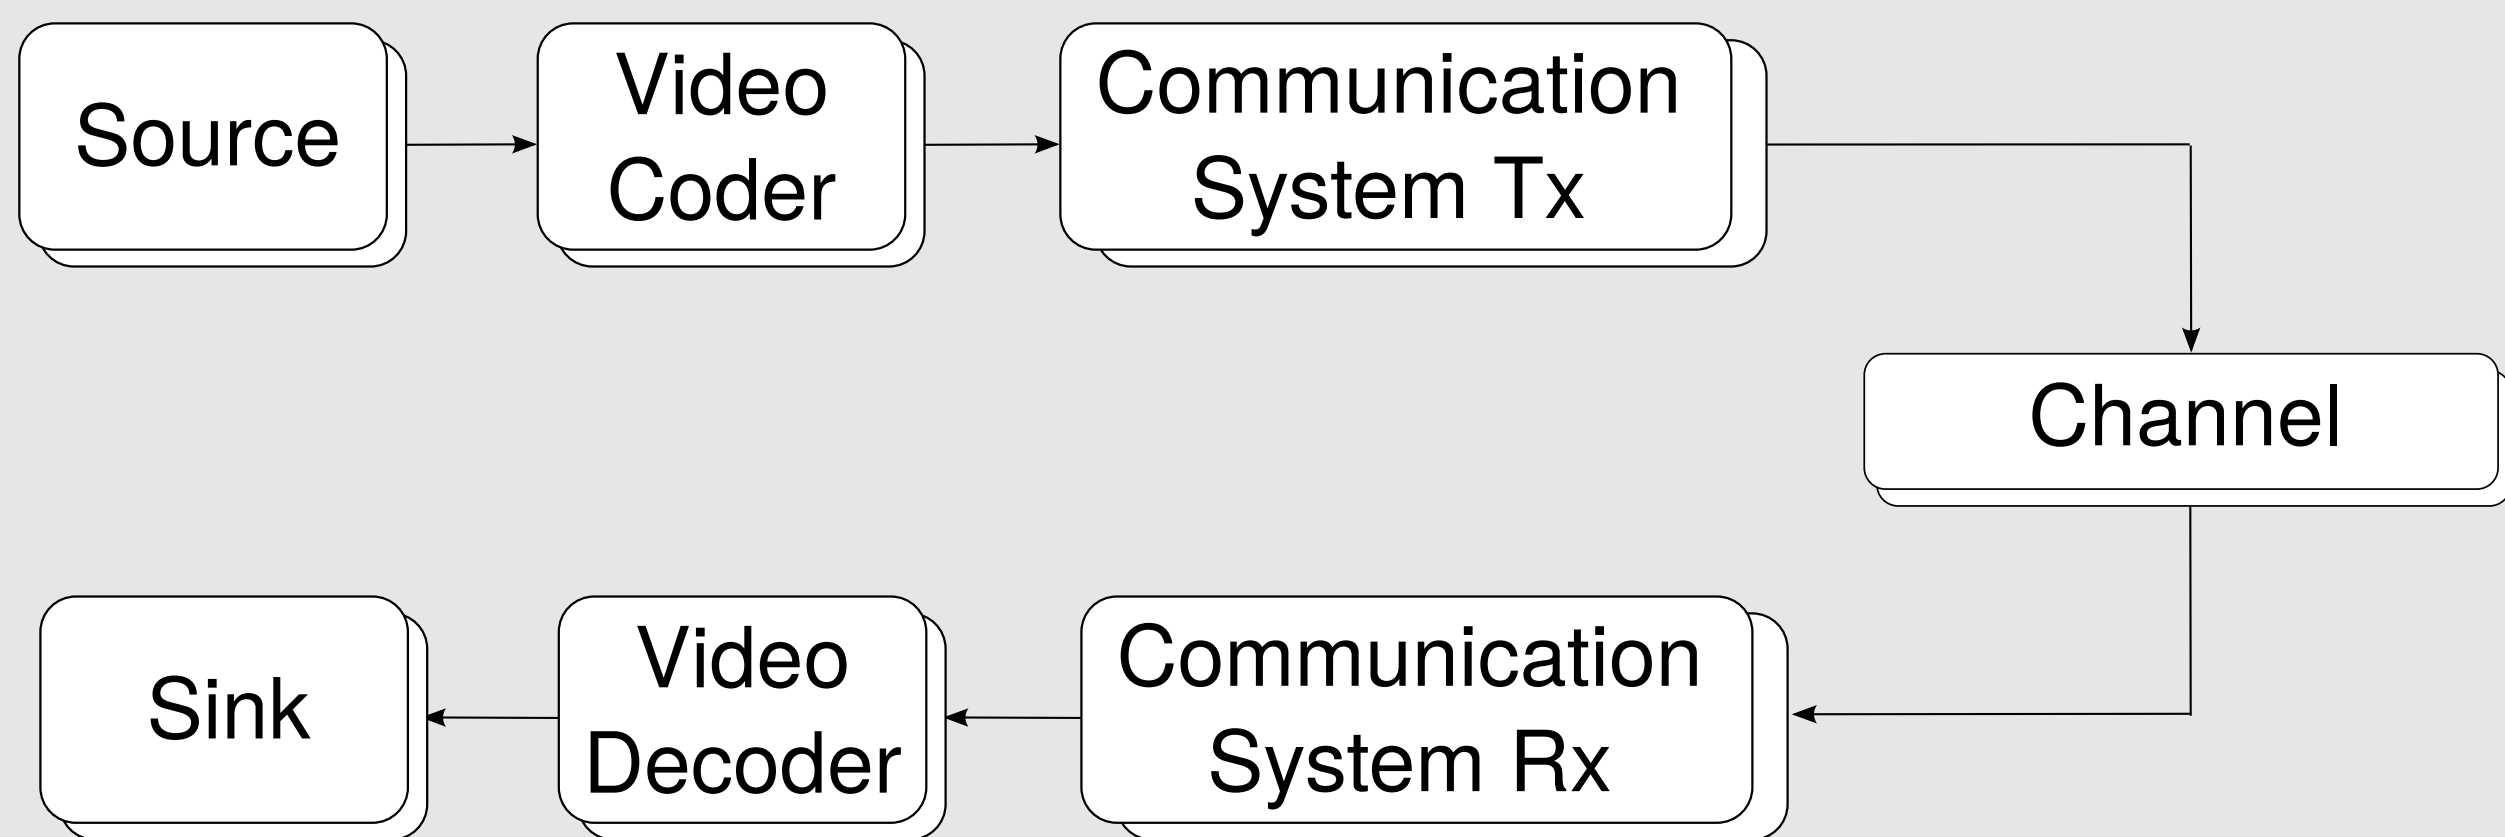 Source
Video
Coder
Communication
System Tx
Channel
Communication
System Rx
Video
Decoder
Sink